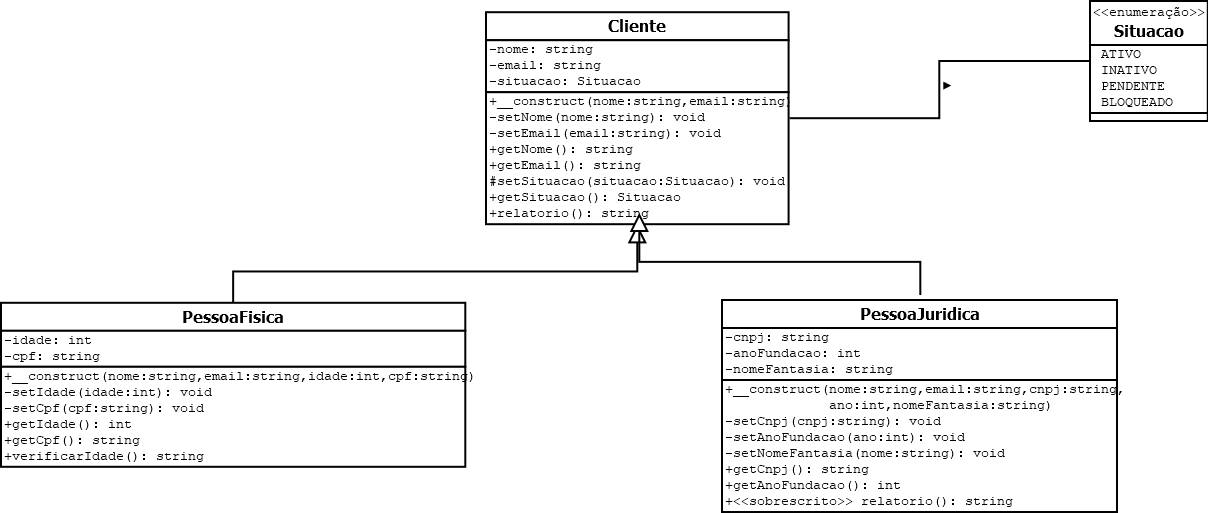 Cliente
-nome: string
-email: string
-situacao: Situacao
+__construct(nome:string,email:string)
-setNome(nome:string): void
-setEmail(email:string): void
+getNome(): string
+getEmail(): string
#setSituacao(situacao:Situacao): void
+getSituacao(): Situacao
+relatorio(): string
<<enumeração>>
Situacao
ATIVO
INATIVO
PENDENTE
BLOQUEADO
PessoaFisica
-idade: int
-cpf: string
+__construct(nome:string,email:string,idade:int,cpf:string)
-setIdade(idade:int): void
-setCpf(cpf:string): void
+getIdade(): int
+getCpf(): string
+verificarIdade(): string
PessoaJuridica
-cnpj: string
-anoFundacao: int
-nomeFantasia: string
+__construct(nome:string,email:string,cnpj:string,
ano:int,nomeFantasia:string)
-setCnpj(cnpj:string): void
-setAnoFundacao(ano:int): void
-setNomeFantasia(nome:string): void
+getCnpj(): string
+getAnoFundacao(): int
+<<sobrescrito>> relatorio(): string